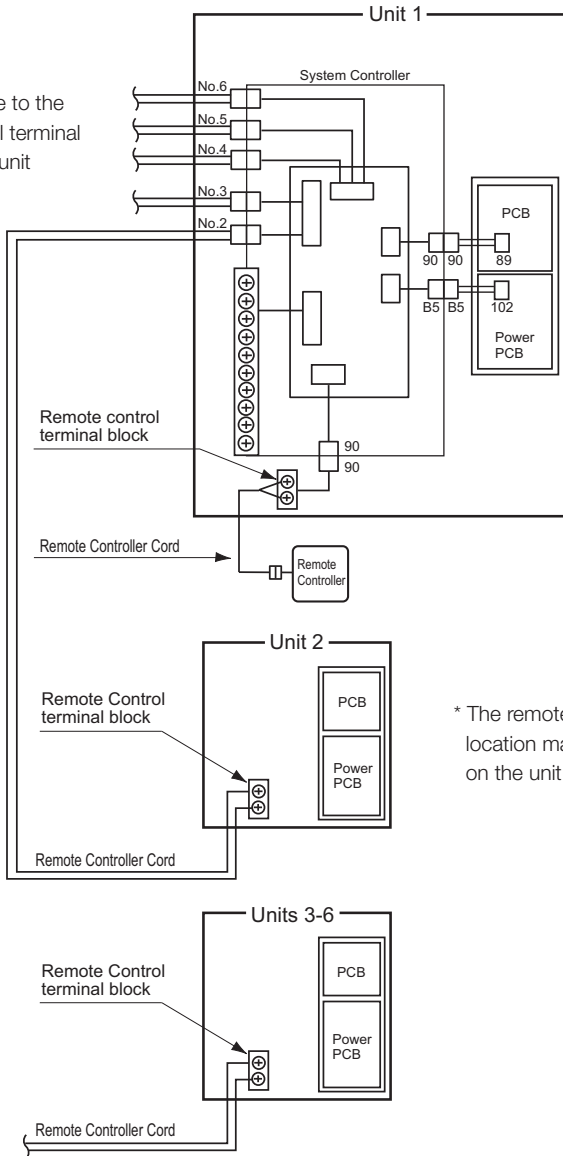 Unit 1
e to the
l terminal
unit
System Controller
No.6
No.5
No.4
No.3
No.2
PCB
90 90
89
B5 B5
102
Power
PCB
Remote control
terminal block
90
90
Remote Controller Cord
Remote
Controller
Unit 2
Remote Control
terminal block
PCB
Power
PCB
* The remote
location ma
on the unit
Remote Controller Cord
Units 3-6
Remote Control
terminal block
PCB
Power
PCB
Remote Controller Cord